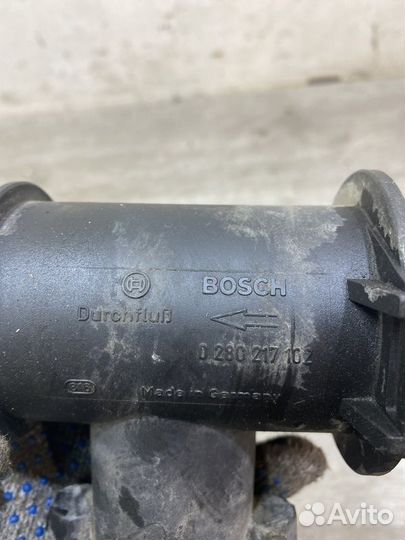 BOSCH
Durchfluß
0 280 217 102
Made in Germany
Avito